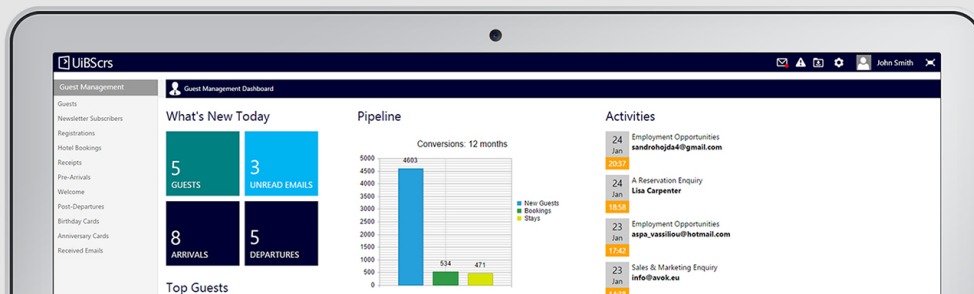 UiBScrs
John Smith
Guest Management
Guests
Newsletter Subscribers
Registrations
Hotel Bookings
Receipts
Pre-Arrivals
Welcome
Post-Departures
Birthday Cards
Anniversary Cards
Received Emails
Guest Management Dashboard
What's New Today
5
GUESTS
3
UNREAD EMAILS
8
ARRIVALS
5
DEPARTURES
Top Guests
Pipeline
Conversions: 12 months
5000
4500
4000
3500
3000
2500
2000
1500
1000
500
0
4603
534
471
New Guests
Bookings
Stays
Activities
24
Jan
20:37
Employment Opportunities
sandrohojda4@gmail.com
24
Jan
18:58
A Reservation Enquiry
Lisa Carpenter
23
Jan
17:42
Employment Opportunities
aspa_vassiliou@hotmail.com
23
Jan
Sales & Marketing Enquiry
info@avok.eu